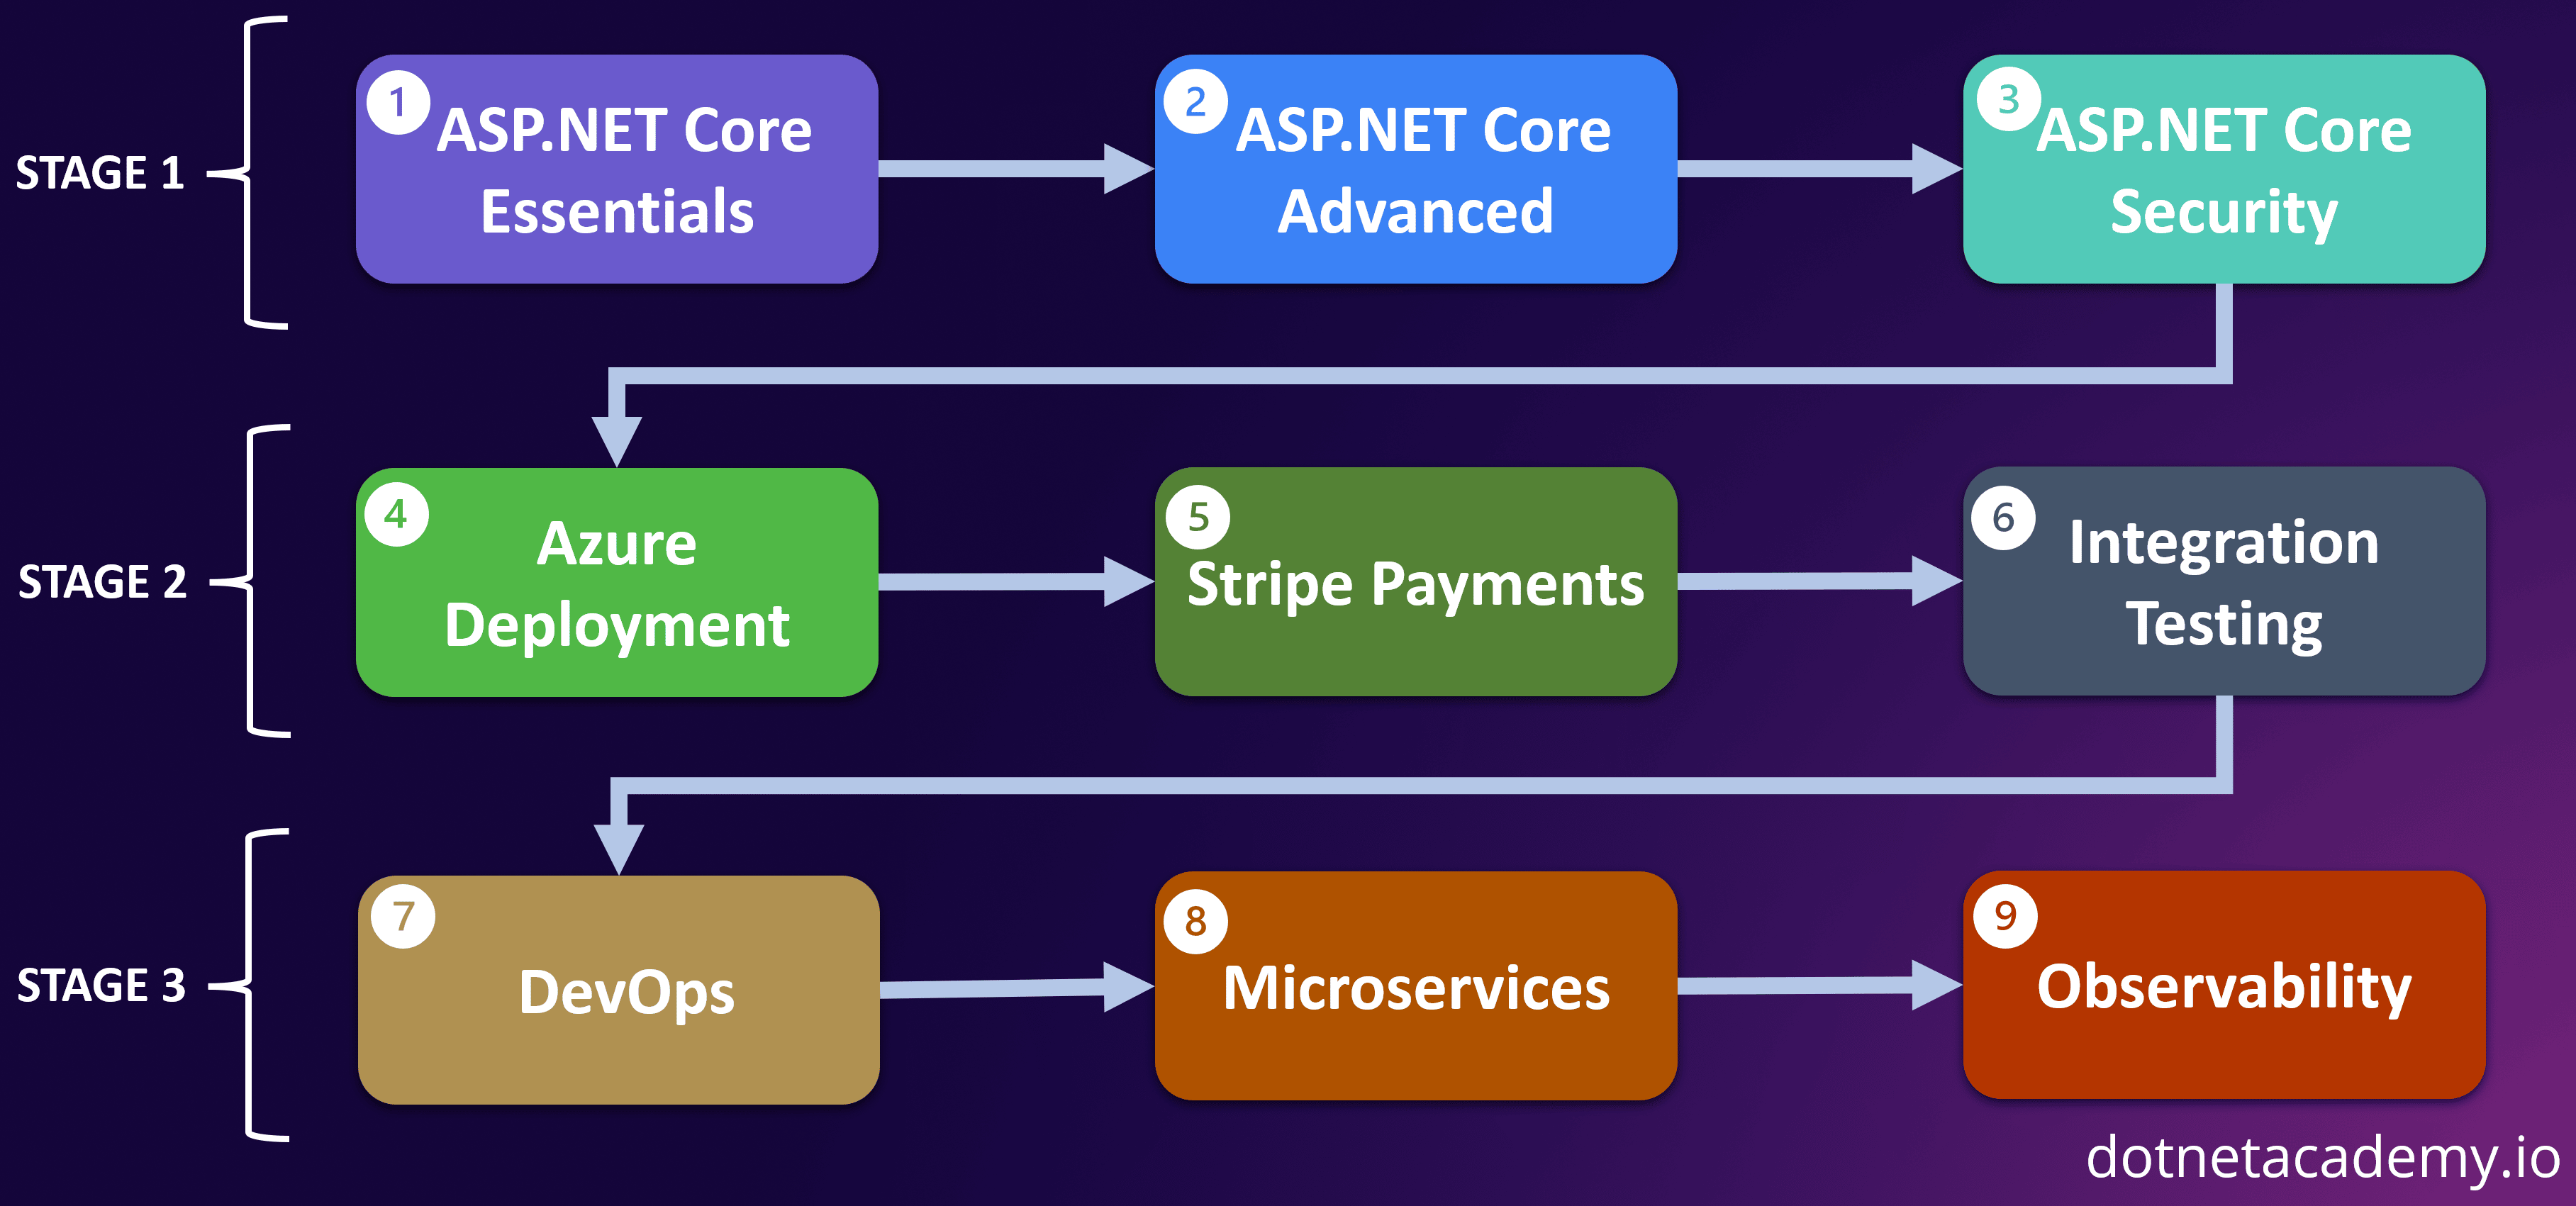 STAGE 1
1
ASP.NET Core
Essentials
2
ASP.NET Core
Advanced
3
ASP.NET Core
Security
STAGE 2
4
Azure
Deployment
5
Stripe Payments
6
Integration
Testing
STAGE 3
7
DevOps
8
Microservices
9
Observability
dotnetacademy.io